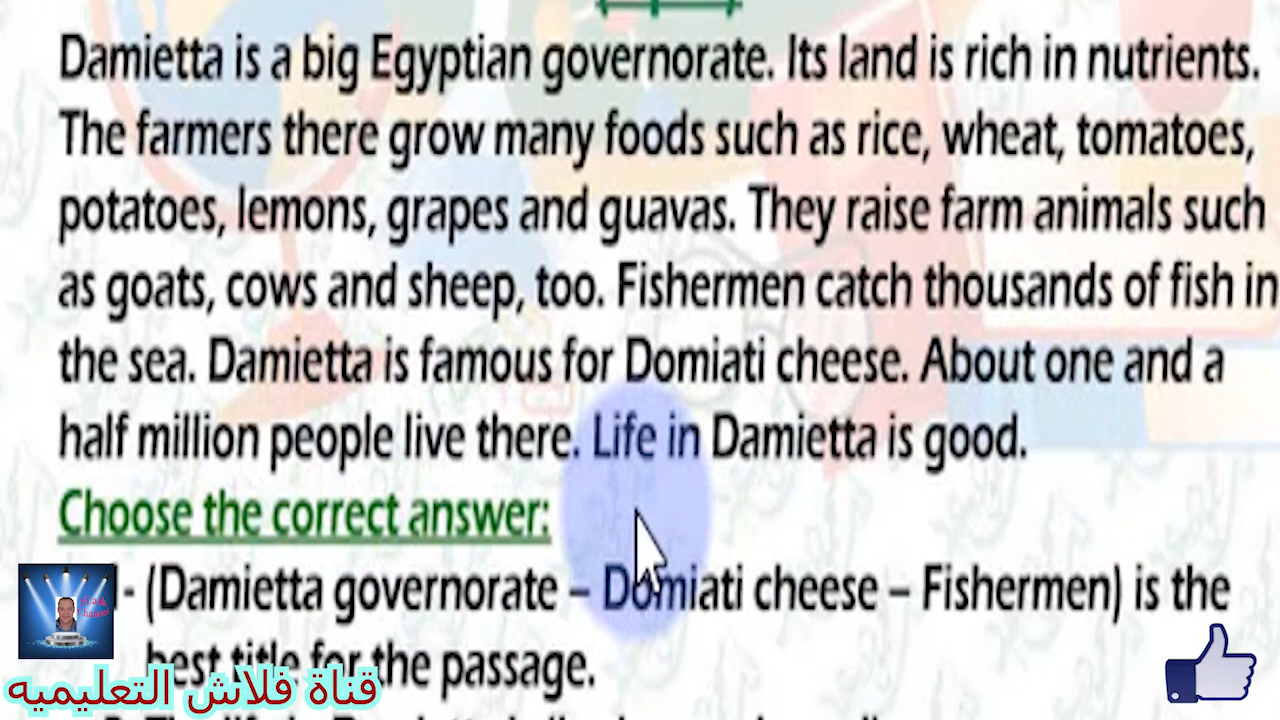 Damietta is a big Egyptian governorate. Its land is rich in nutrients.
The farmers there grow many foods such as rice, wheat, tomatoes,
potatoes, lemons, grapes and guavas. They raise farm animals such
as goats, cows and sheep, too. Fishermen catch thousands of fish in
the sea. Damietta is famous for Domiati cheese. About one and a
half million people live there. Life in Damietta is good.
Choose the correct answer:
- (Damietta governorate – Domiati cheese – Fishermen) is the
best title for the passage.
قناة فلاش التعليميه